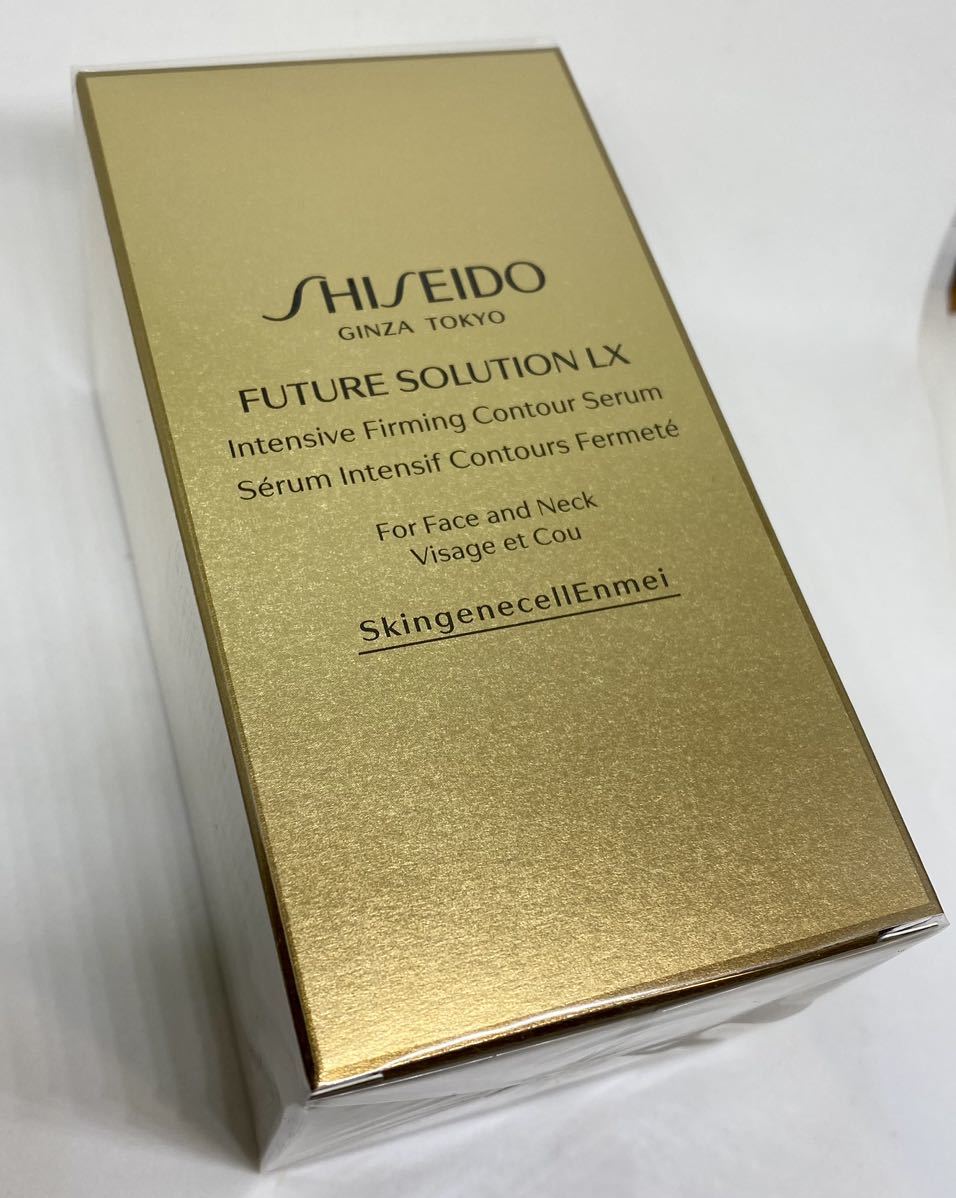 SHISEIDO
GINZA TOKYO
FUTURE SOLUTION LX
Intensive Firming Contour Serum
Sérum Intensif Contours Fermeté
For Face and Neck
Visage et Cou
SkingenecellEnmei